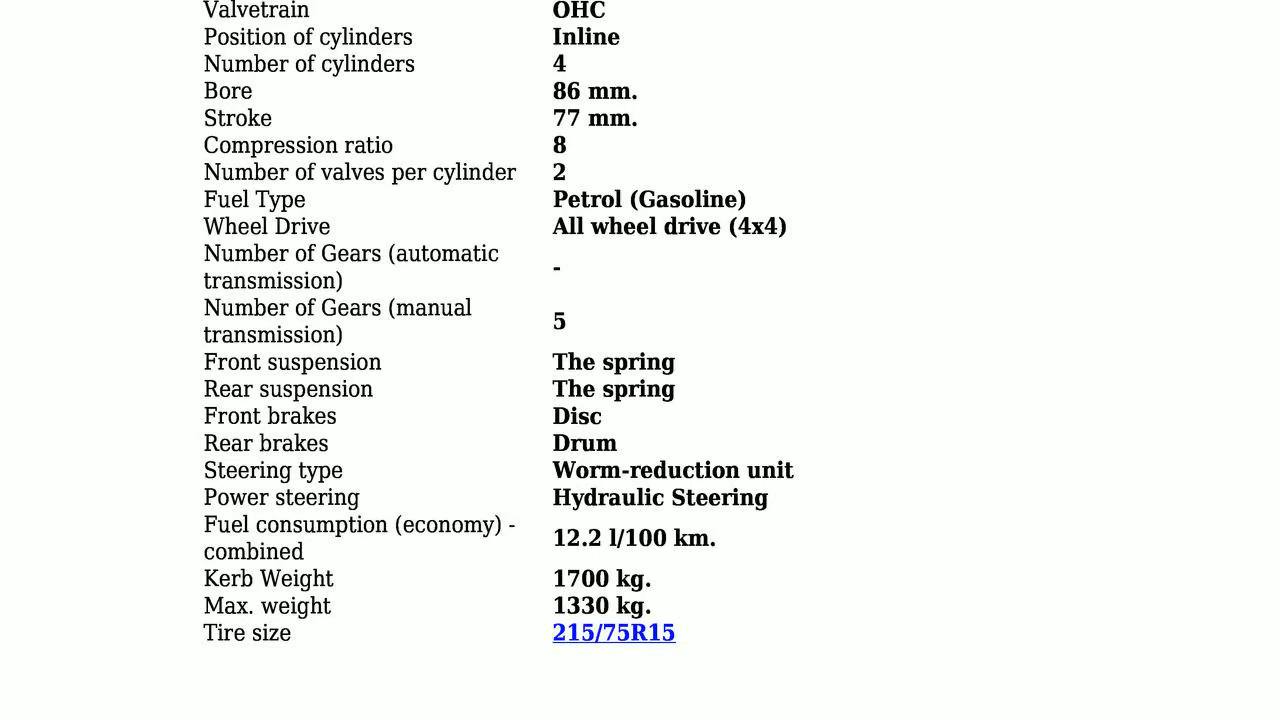 Valvetrain OHC
Position of cylinders Inline
Number of cylinders 4
Bore 86 mm.
Stroke 77 mm.
Compression ratio 8
Number of valves per cylinder 2
Fuel Type Petrol (Gasoline)
Wheel Drive All wheel drive (4x4)
Number of Gears (automatic
transmission) -
Number of Gears (manual
transmission) 5
Front suspension The spring
Rear suspension The spring
Front brakes Disc
Rear brakes Drum
Steering type Worm-reduction unit
Power steering Hydraulic Steering
Fuel consumption (economy) -
combined 12.2 l/100 km.
Kerb Weight 1700 kg.
Max. weight 1330 kg.
Tire size 215/75R15